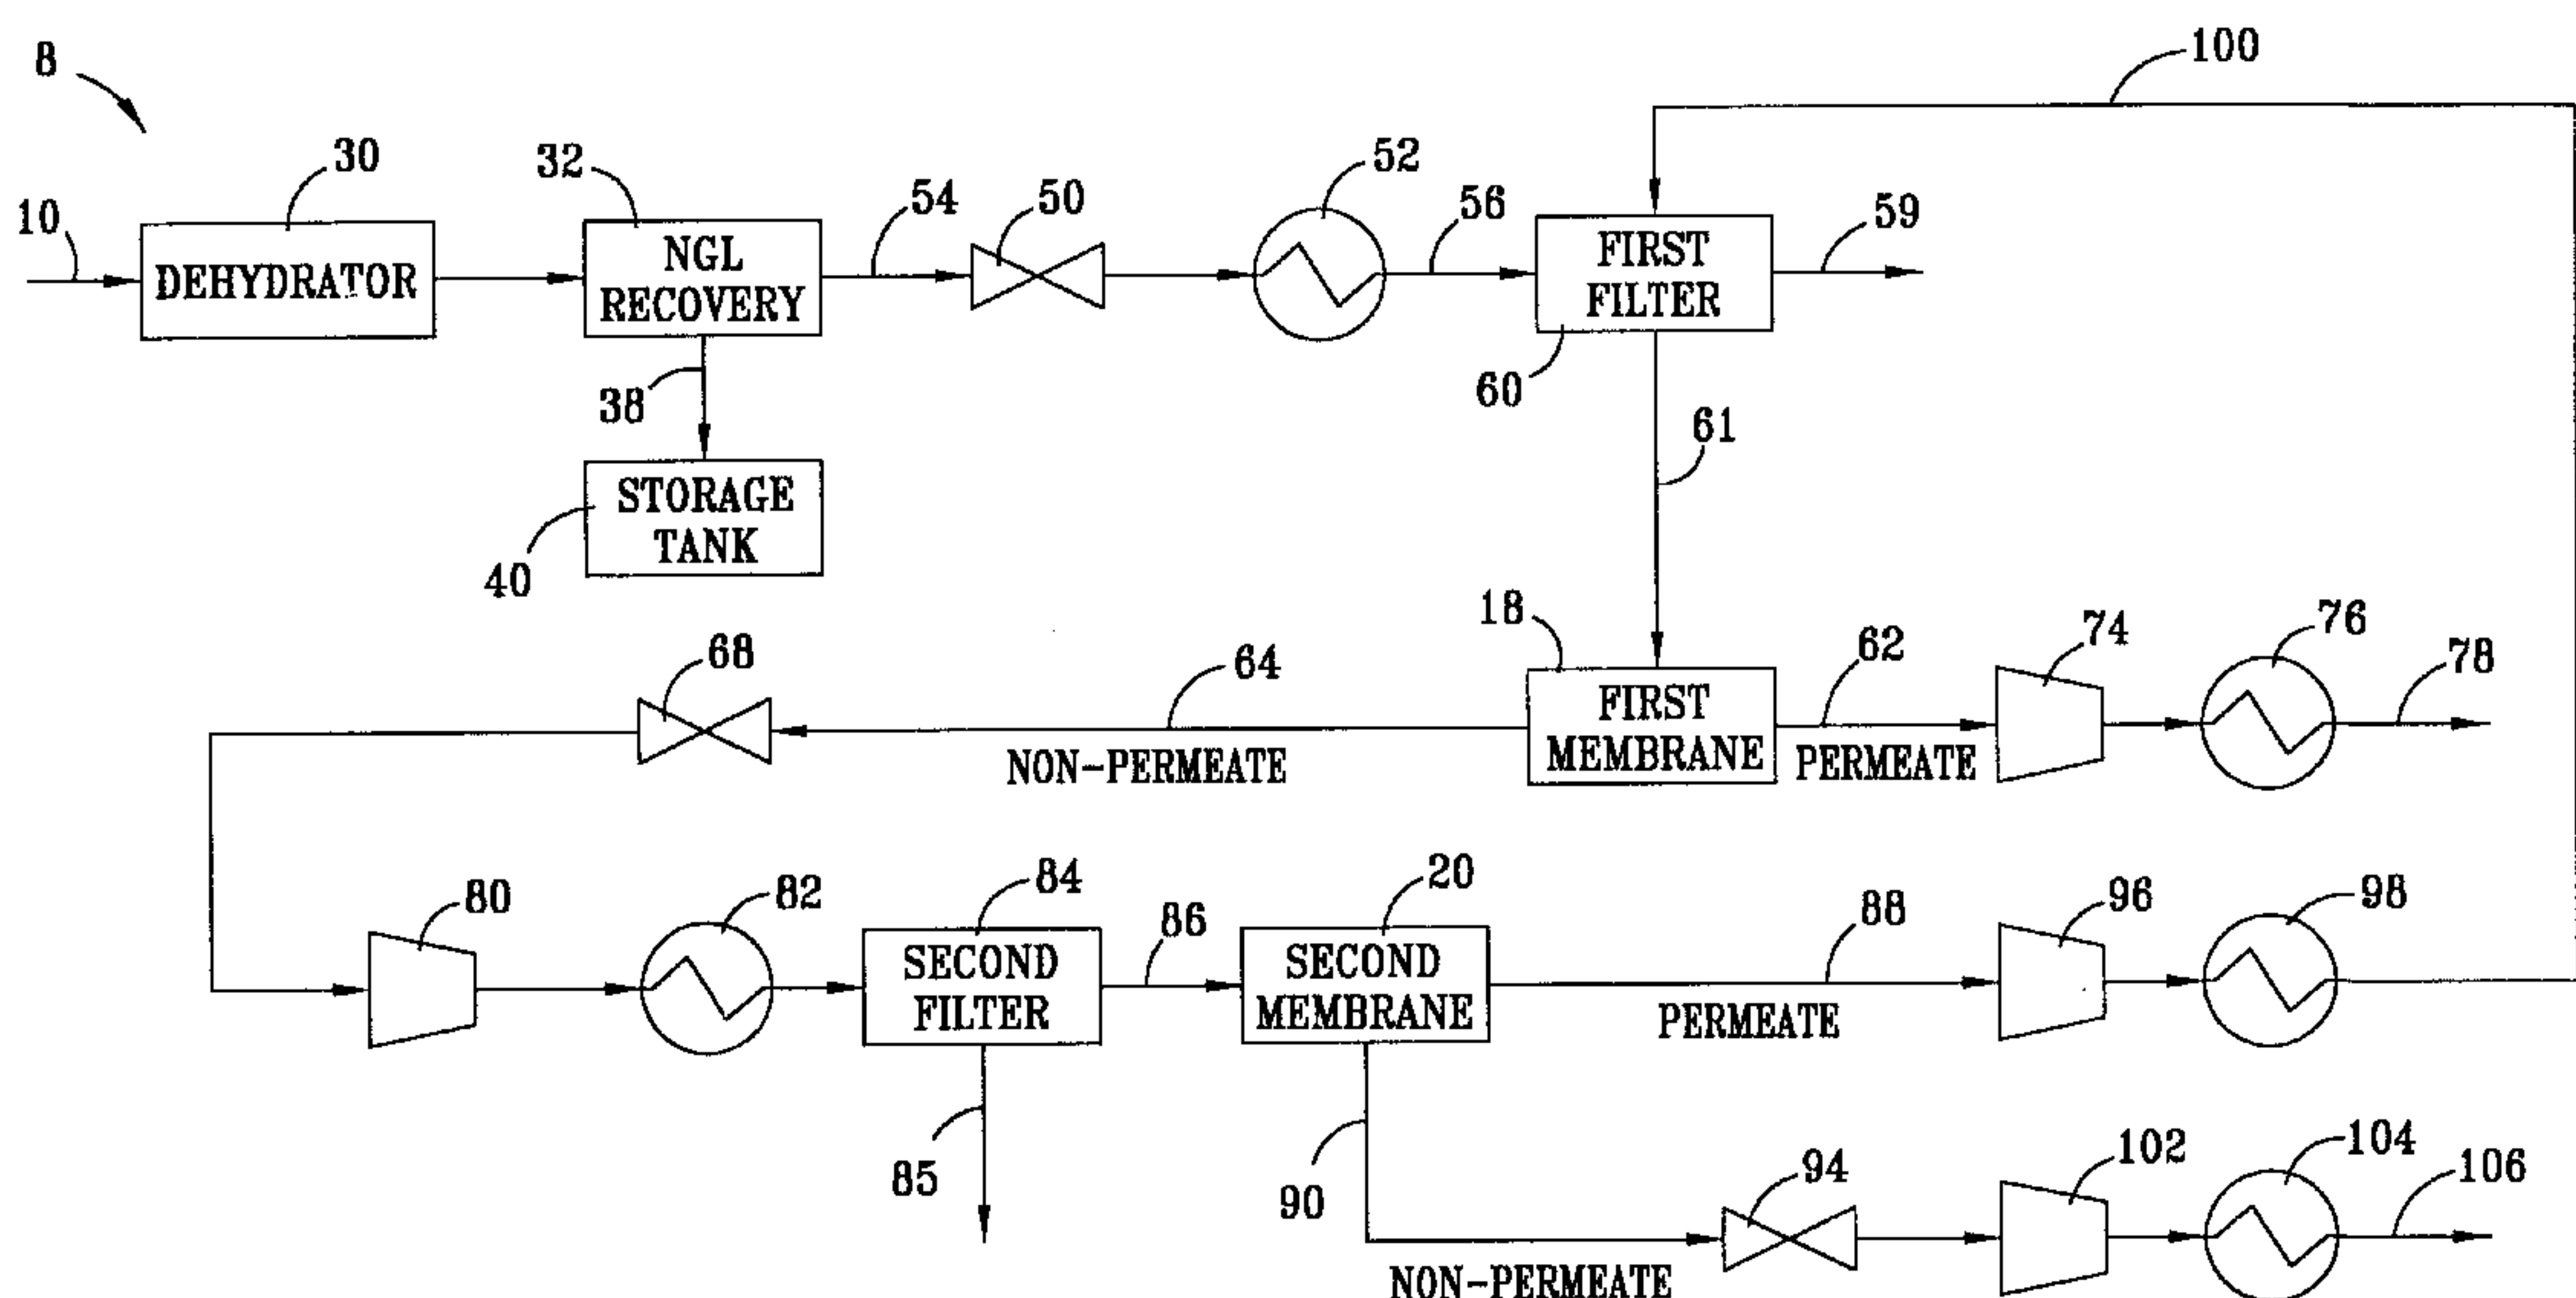 8
100
10
30
DEHYDRATOR
32
NGL
RECOVERY
54
50
52
56
FIRST
FILTER
59
60
38
61
STORAGE
TANK
40
68
64
NON-PERMEATE
18
FIRST
MEMBRANE
62
PERMEATE
74
76
78
80
82
84
SECOND
FILTER
86
20
SECOND
MEMBRANE
88
PERMEATE
96
98
85
90
NON-PERMEATE
94
102
104
106